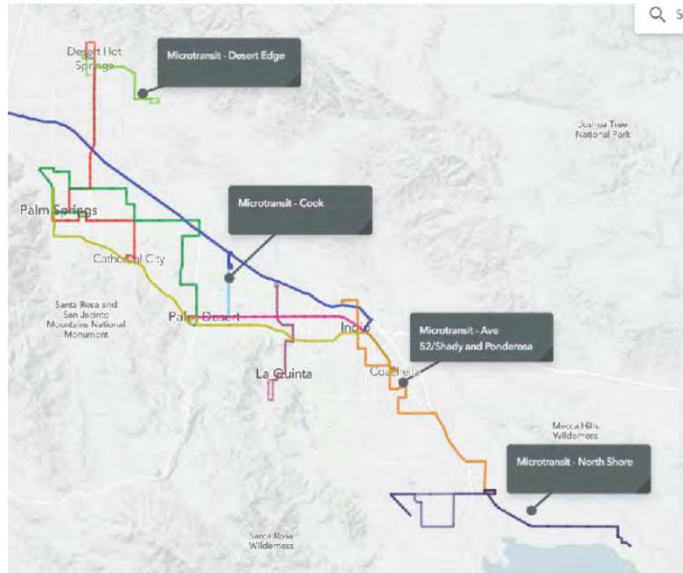 S
Desert Hot
Springs
Microtransit - Desert Edge
Joshua Tree
National Park
Palm Springs
Microtransit - Cook
Cathedral City
Santa Rosa and
San Jacinto
Mountains National
Monument
Palm Desert
Indio
Microtransit - Ave
52/Shady and Ponderosa
La Quinta
Coachella
Mecca Hills
Wilderness
Microtransit - North Shore
Santa Rosa
Wilderness